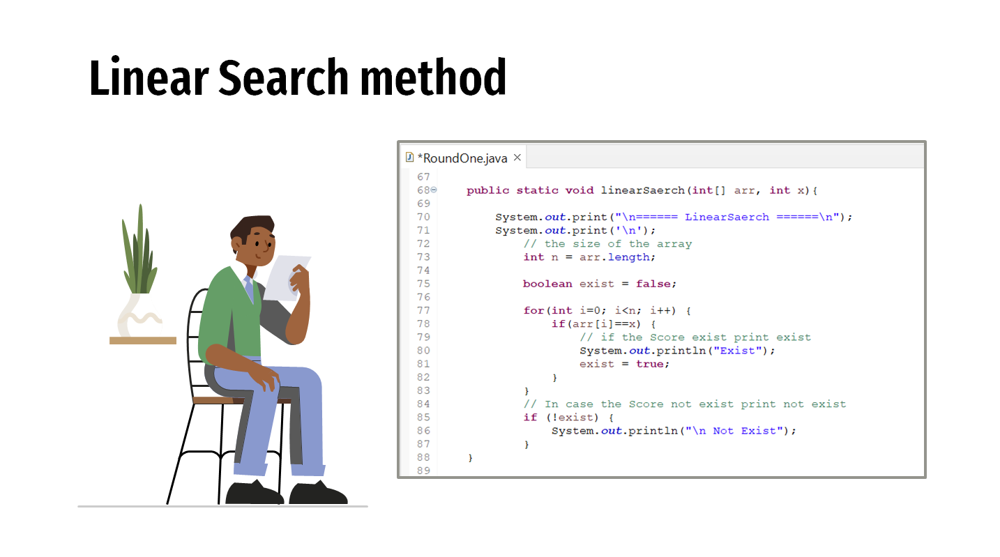 Linear Search method
*RoundOne.java
67
68 public static void linearSaerch(int[] arr, int x){
69
70 System.out.print("\n====== LinearSaerch ======\n");
71 System.out.print('\n');
72 // the size of the array
73 int n = arr.length;
74
75 boolean exist = false;
76
77 for(int i=0; i<n; i++) {
78 if(arr[i]==x) {
79 // if the Score exist print exist
80 System.out.println("Exist");
81 exist = true;
82 }
83 }
84 // In case the Score not exist print not exist
85 if (!exist) {
86 System.out.println("\n Not Exist");
87 }
88 }
89